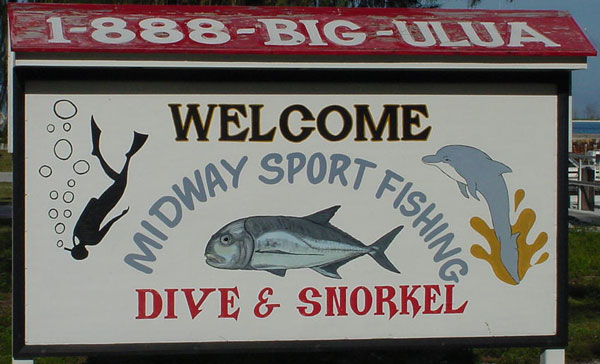 1-888-BIG-ULUA
WELCOME
MIDWAY SPORT FISHING
DIVE & SNORKEL